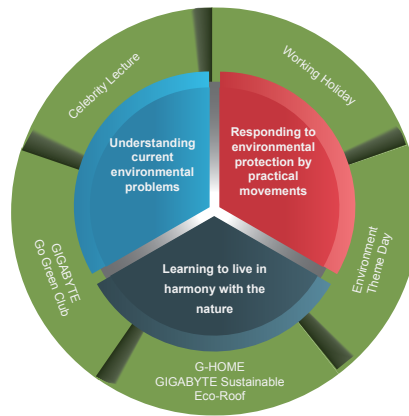 Celebrity Lecture
Working Holiday
Understanding
current
environmental
problems
Responding to
environmental
protection by
practical
movements
Learning to live in
harmony with the
nature
GIGABYTE
Go Green Club
Environment
Theme Day
G-HOME
GIGABYTE Sustainable
Eco-Roof